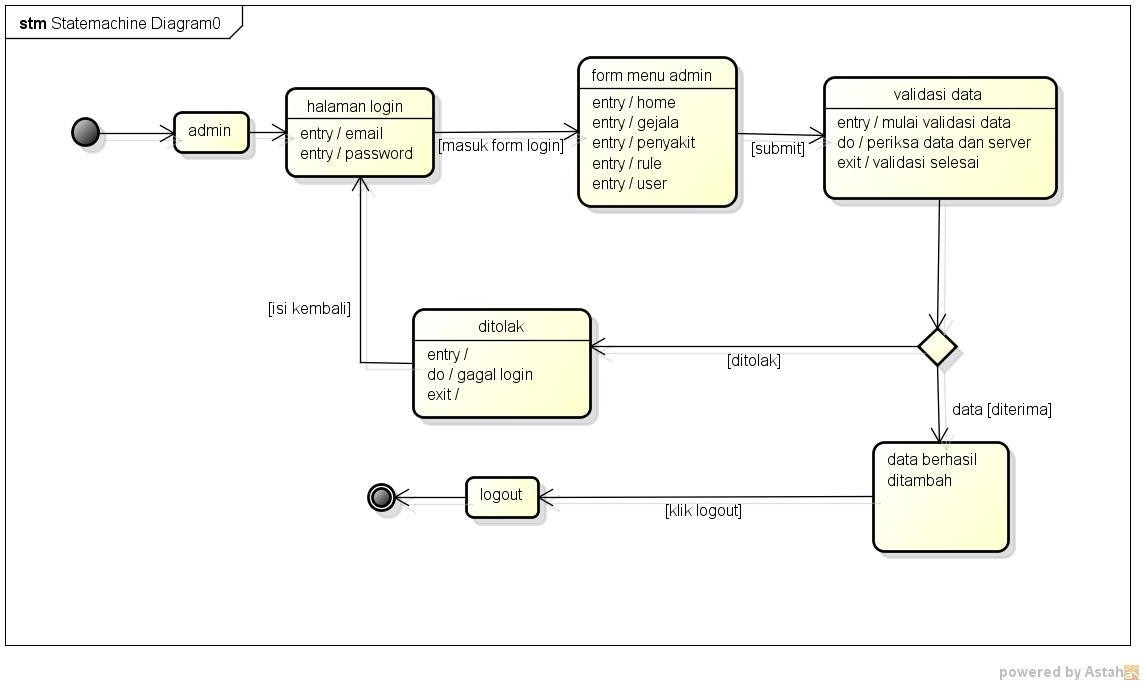 stm Statemachine Diagram0
admin
halaman login
entry / email
entry / password
[masuk form login]
form menu admin
entry / home
entry / gejala
entry / penyakit
entry / rule
entry / user
[submit]
validasi data
entry / mulai validasi data
do / periksa data dan server
exit / validasi selesai
[isi kembali]
ditolak
entry /
do / gagal login
exit /
[ditolak]
data [diterima]
data berhasil
ditambah
[klik logout]
logout
powered by Astah